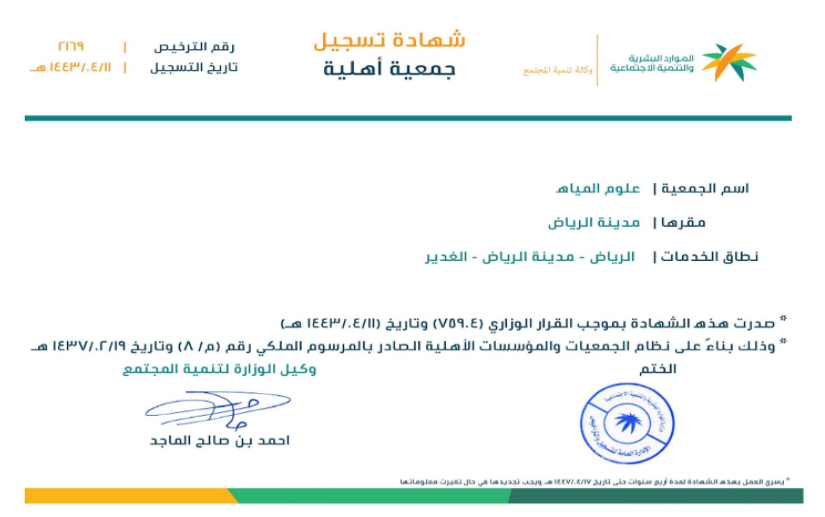 الموارد البشرية
والتنمية الاجتماعية
وكالة تنمية المجتمع
شهادة تسجيل
جمعية أهلية
رقم الترخيص | ٢١٦٩
تاريخ التسجيل | ١٤٤٣/٠٤/١١ هـ
اسم الجمعية | علوم المياه
مقرها | مدينة الرياض
نطاق الخدمات | الرياض - مدينة الرياض - الغدير
* صدرت هذه الشهادة بموجب القرار الوزاري (٧٥٩٠٤) وتاريخ (١٤٤٣/٠٤/١١ هـ)
* وذلك بناءً على نظام الجمعيات والمؤسسات الأهلية الصادر بالمرسوم الملكي رقم (م/ ٨) وتاريخ ١٤٣٧/٠٢/١٩ هـ
الختم
وكيل الوزارة لتنمية المجتمع
احمد بن صالح الماجد
* يسري العمل بهذه الشهادة لمدة أربع سنوات حتى تاريخ ١٤٤٧/٠٤/١٧ هـ ويجب تجديدها في حال تغيرت معلوماتها